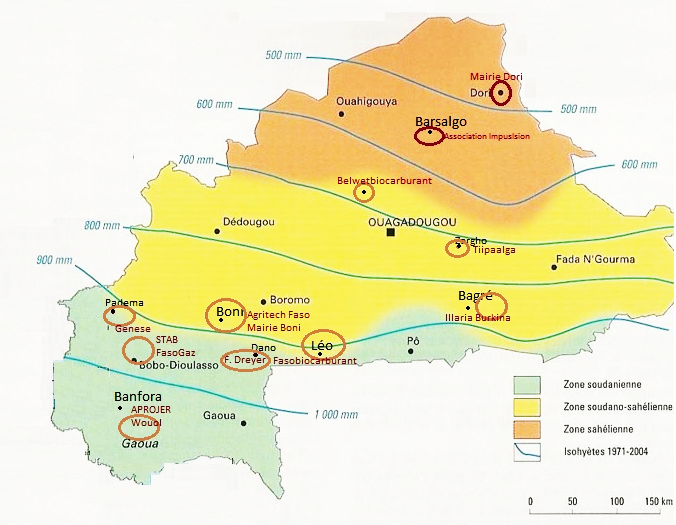 500 mm
Mairie Dori
Dori
Ouahigouya
600 mm
500 mm
Barsalgo
Association Impuslsion
700 mm
600 mm
Belwetbiocarburant
Dédougou
OUAGADOUGOU
800 mm
Zorgho
Tiipaalga
900 mm
Fada N'Gourma
Padema
Boromo
Bagré
Boni
Agritech Faso
Illaria Burkina
Genese
Mairie Boni
STAB
Dano
Léo
Pô
FasoGaz
F. Dreyer
Fasobiocarburant
Bobo-Dioulasso
Banfora
APROJER
Wouol
Gaoua
1 000 mm
Gaoua
Zone soudanienne
Zone soudano-sahélienne
Zone sahélienne
Isohyètes 1971-2004
0 50 100 150 km